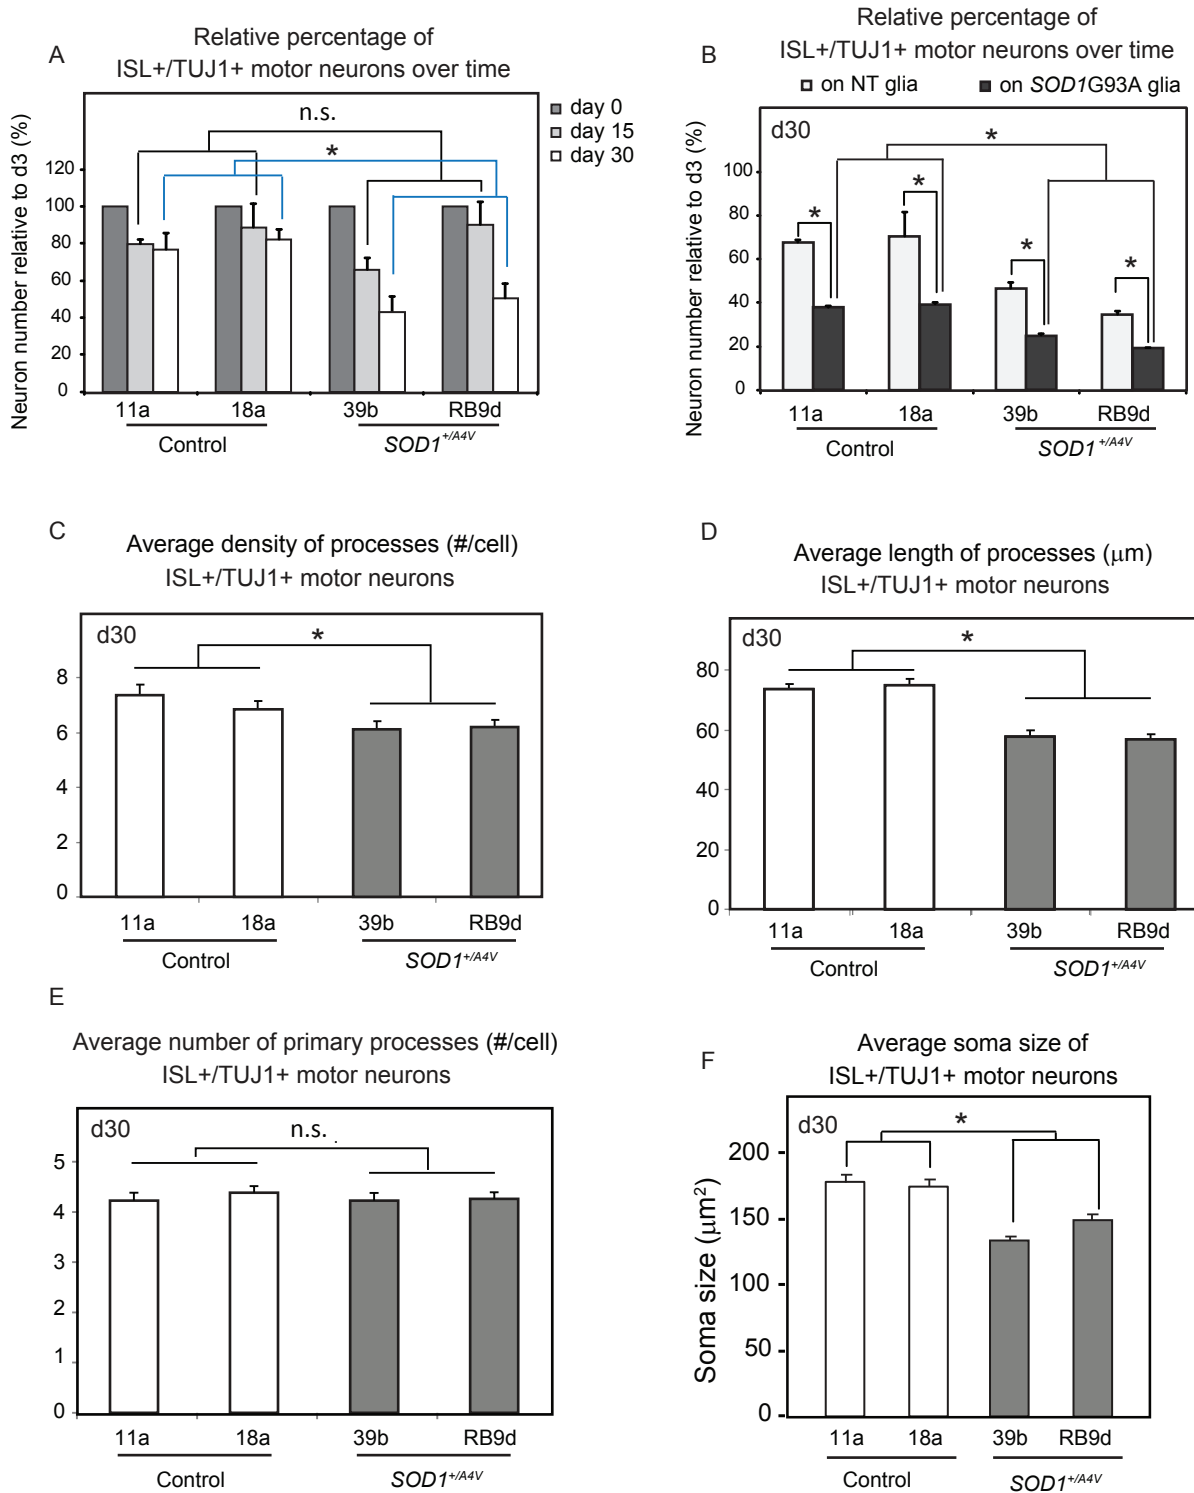 A
Relative percentage of
ISL+/TUJ1+ motor neurons over time
Neuron number relative to d3 (%)
n.s.
*
day 0
day 15
day 30
120
100
80
60
40
20
0
11a 18a 39b RB9d
Control SOD1+/A4V
B
Relative percentage of
ISL+/TUJ1+ motor neurons over time
on NT glia on SOD1G93A glia
Neuron number relative to d3 (%)
d30
*
* * * *
100
80
60
40
20
0
11a 18a 39b RB9d
Control SOD1+/A4V
C
Average density of processes (#/cell)
ISL+/TUJ1+ motor neurons
d30
*
8
6
4
2
0
11a 18a 39b RB9d
Control SOD1+/A4V
D
Average length of processes (μm)
ISL+/TUJ1+ motor neurons
d30
*
80
60
40
20
0
11a 18a 39b RB9d
Control SOD1+/A4V
E
Average number of primary processes (#/cell)
ISL+/TUJ1+ motor neurons
d30
n.s.
5
4
3
2
1
0
11a 18a 39b RB9d
Control SOD1+/A4V
F
Average soma size of
ISL+/TUJ1+ motor neurons
Soma size (μm²)
d30
*
200
150
100
50
0
11a 18a 39b RB9d
Control SOD1+/A4V